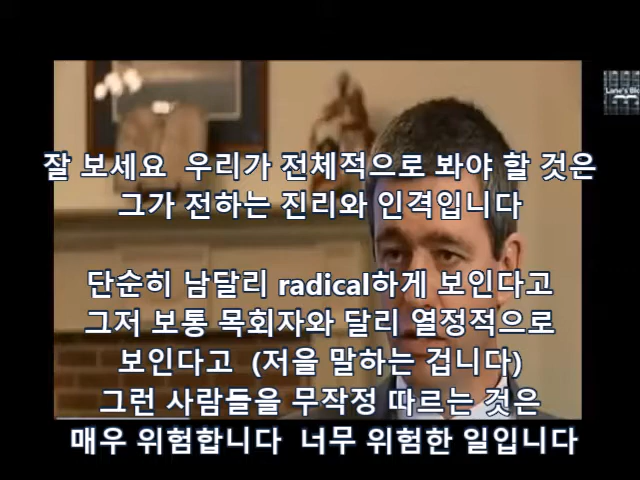 Lane's
잘 보세요 우리가 전체적으로 봐야 할 것은
그가 전하는 진리와 인격입니다
단순히 남달리 radical하게 보인다고
그저 보통 목회자와 달리 열정적으로
보인다고 (저을 말하는 겁니다)
그런 사람들을 무작정 따르는 것은
매우 위험합니다 너무 위험한 일입니다